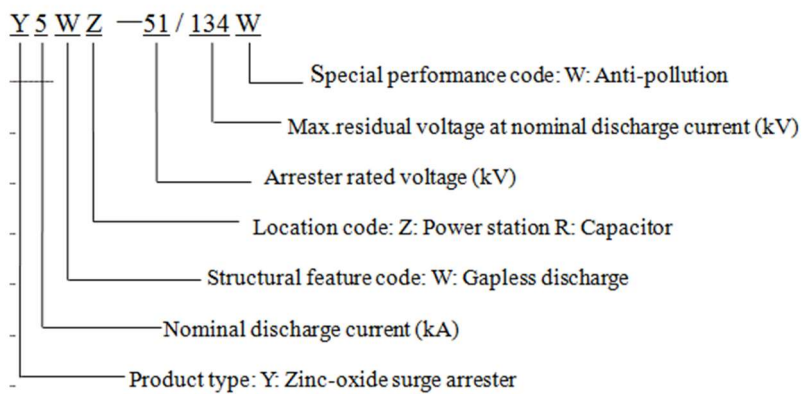 Y 5 W Z —51 / 134 W
Special performance code: W: Anti-pollution
Max.residual voltage at nominal discharge current (kV)
Arrester rated voltage (kV)
Location code: Z: Power station R: Capacitor
Structural feature code: W: Gapless discharge
Nominal discharge current (kA)
Product type: Y: Zinc-oxide surge arrester